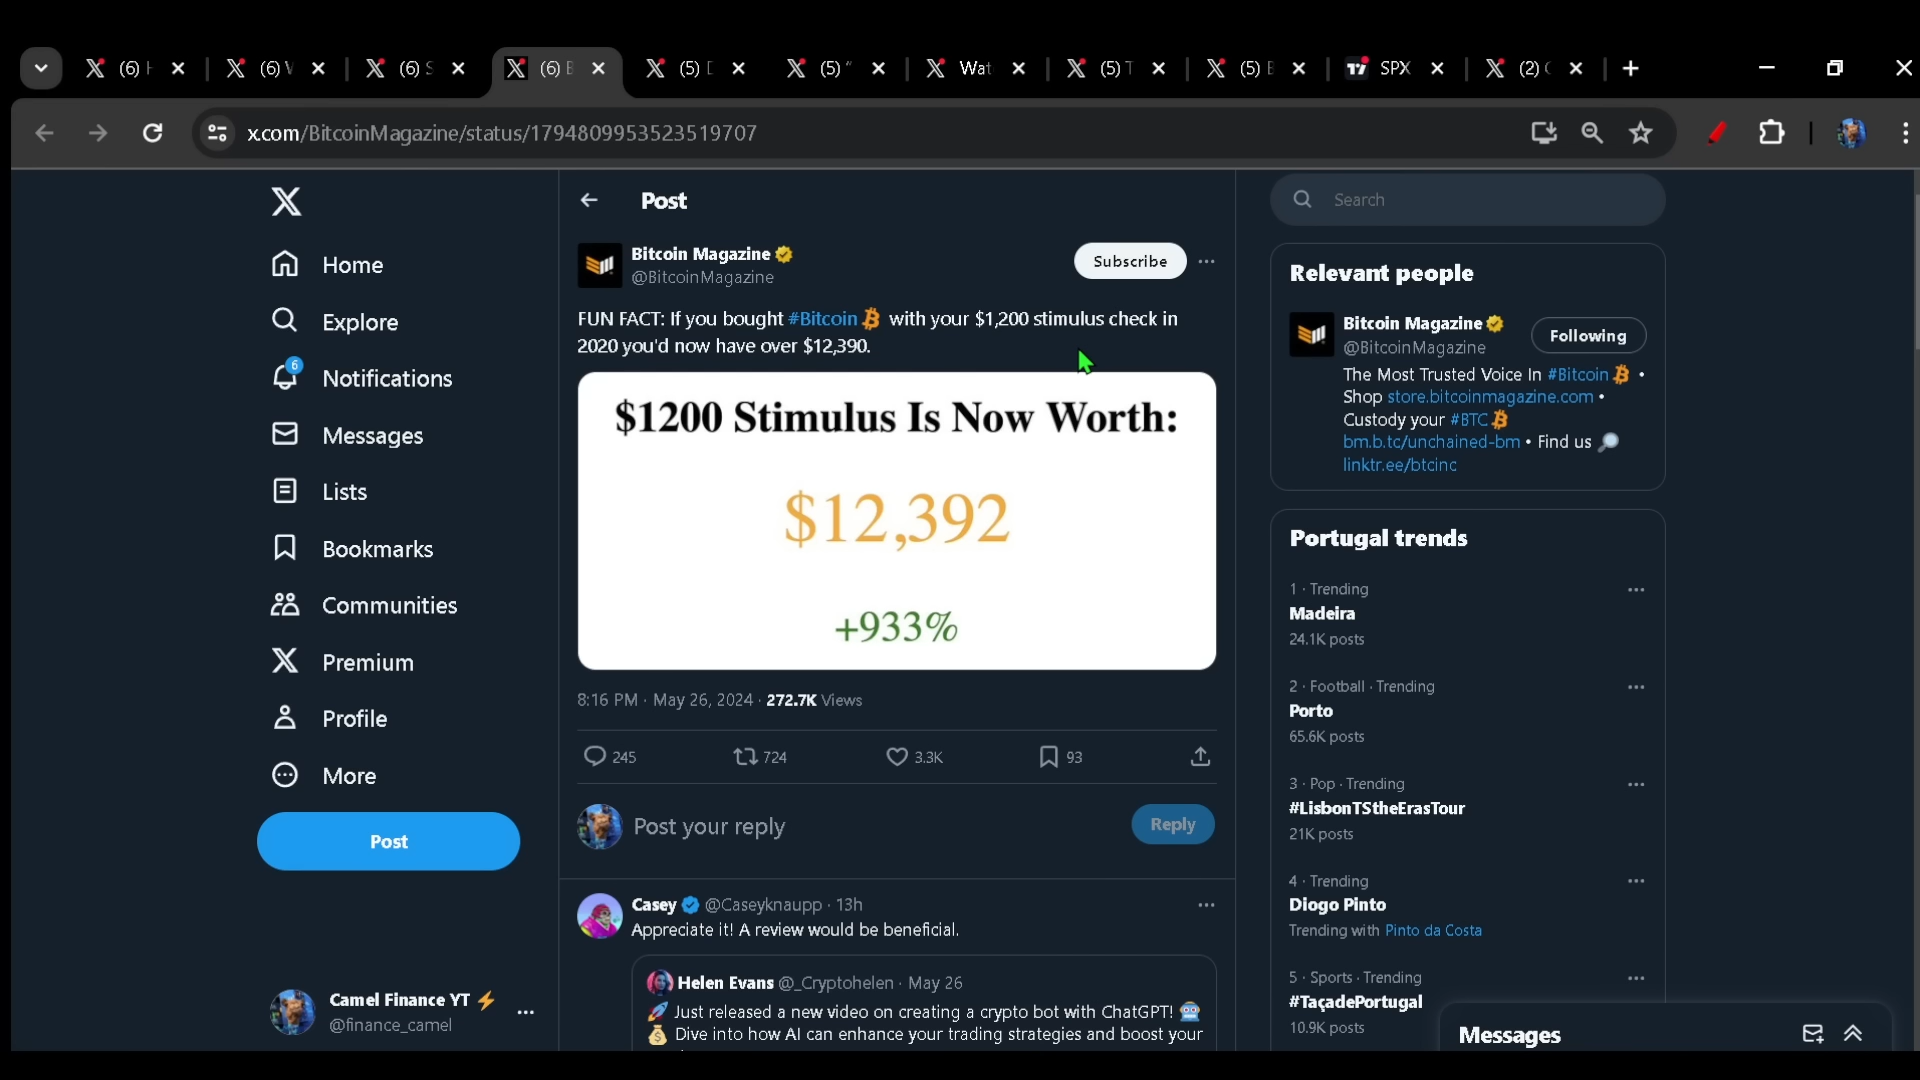 (6) H
(6) V
(6) S
(6) B
(5) D
(5) "
Wat
(5) T
(5) E
SPX
(2) (
x.com/BitcoinMagazine/status/1794809953523519707
Home
Explore
6
Notifications
Messages
Lists
Bookmarks
Communities
Premium
Profile
More
Post
Camel Finance YT ⚡
@finance_camel
Post
Bitcoin Magazine
@BitcoinMagazine
Subscribe
FUN FACT: If you bought #Bitcoin with your $1,200 stimulus check in
2020 you'd now have over $12,390.
$1200 Stimulus Is Now Worth:
$12,392
+933%
8:16 PM · May 26, 2024 · 272.7K Views
245
724
3.3K
93
Post your reply
Reply
Casey @Caseyknaupp · 13h
Appreciate it! A review would be beneficial.
Helen Evans @_Cryptohelen · May 26
🚀 Just released a new video on creating a crypto bot with ChatGPT! 🤖
💰 Dive into how AI can enhance your trading strategies and boost your
Search
Relevant people
Bitcoin Magazine
@BitcoinMagazine
Following
The Most Trusted Voice In #Bitcoin •
Shop store.bitcoinmagazine.com •
Custody your #BTC
bm.b.tc/unchained-bm • Find us 🔎
linktr.ee/btcinc
Portugal trends
1 · Trending
Madeira
24.1K posts
2 · Football · Trending
Porto
65.6K posts
3 · Pop · Trending
#LisbonTStheErasTour
21K posts
4 · Trending
Diogo Pinto
Trending with Pinto da Costa
5 · Sports · Trending
#TaçadePortugal
10.9K posts
Messages